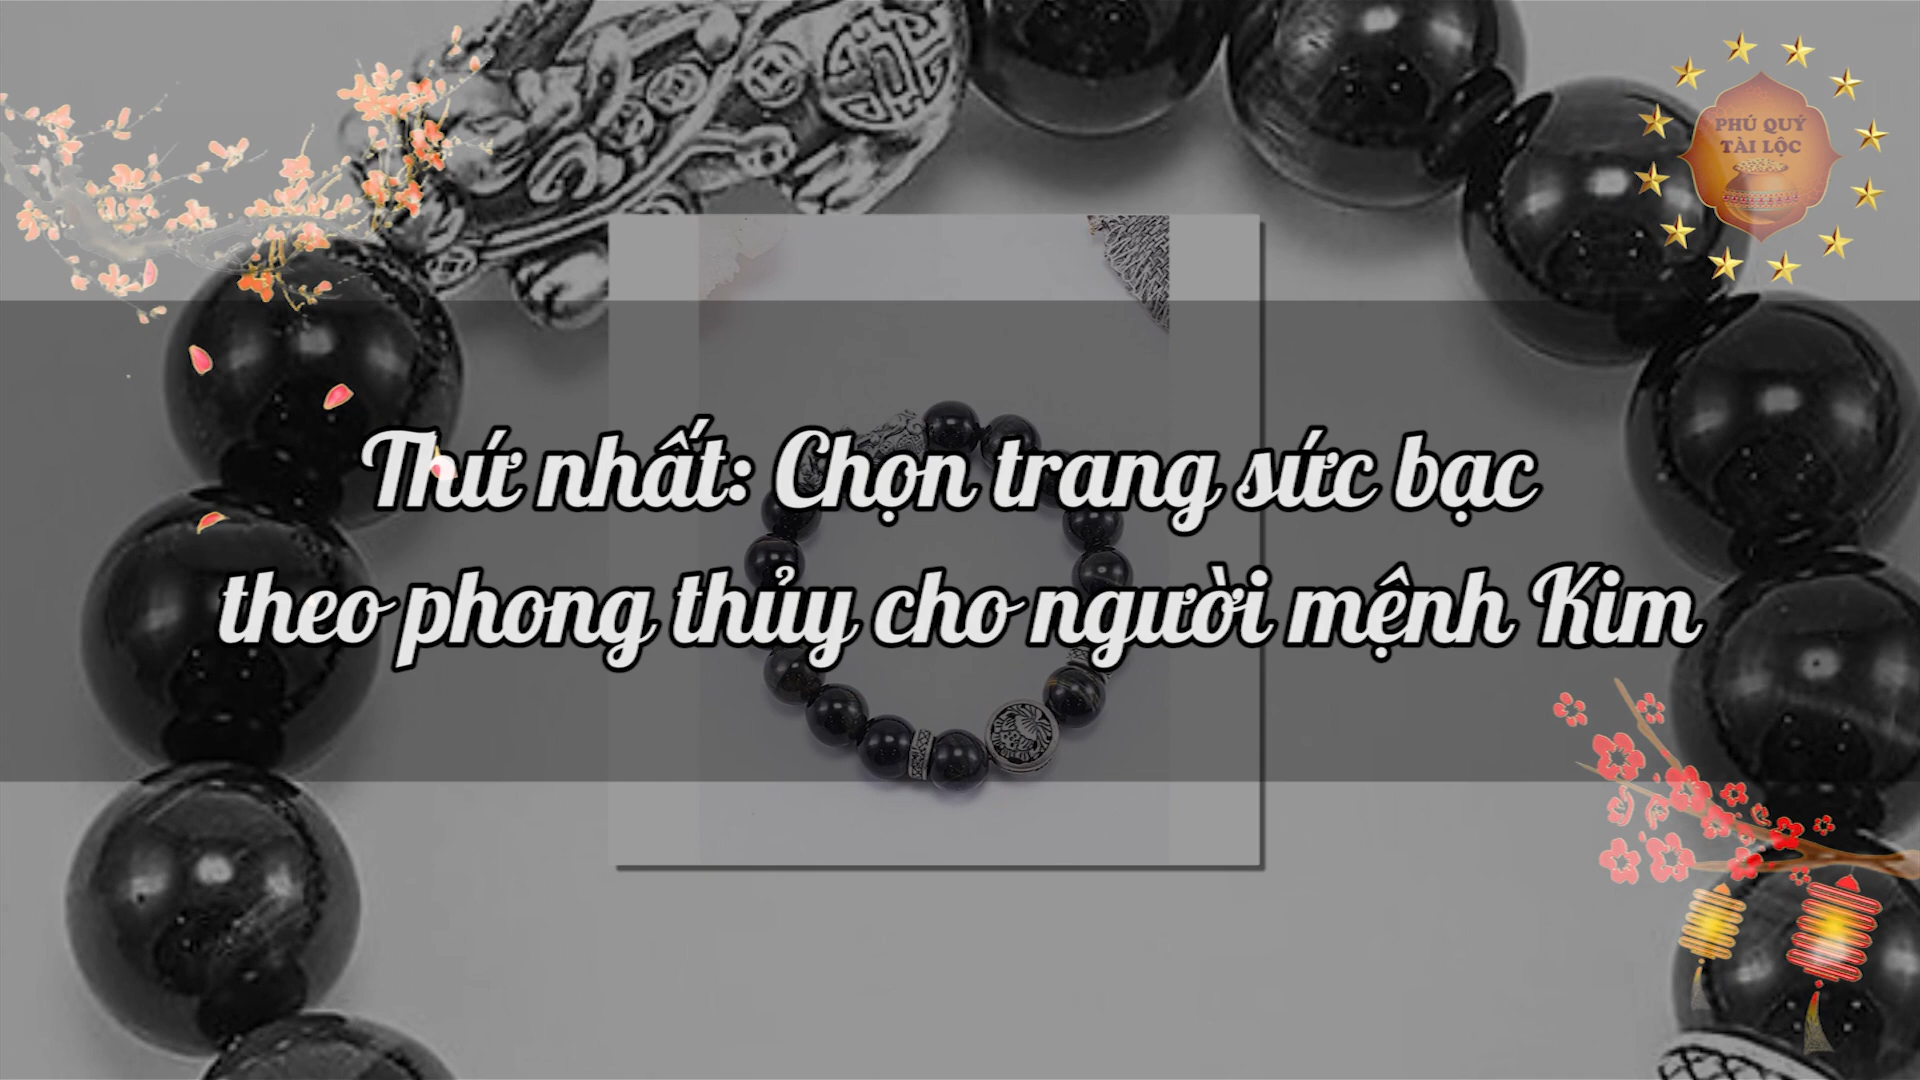 PHÚ QUÝ
TÀI LỘC
Thứ nhất: Chọn trang sức bạc
theo phong thủy cho người mệnh Kim